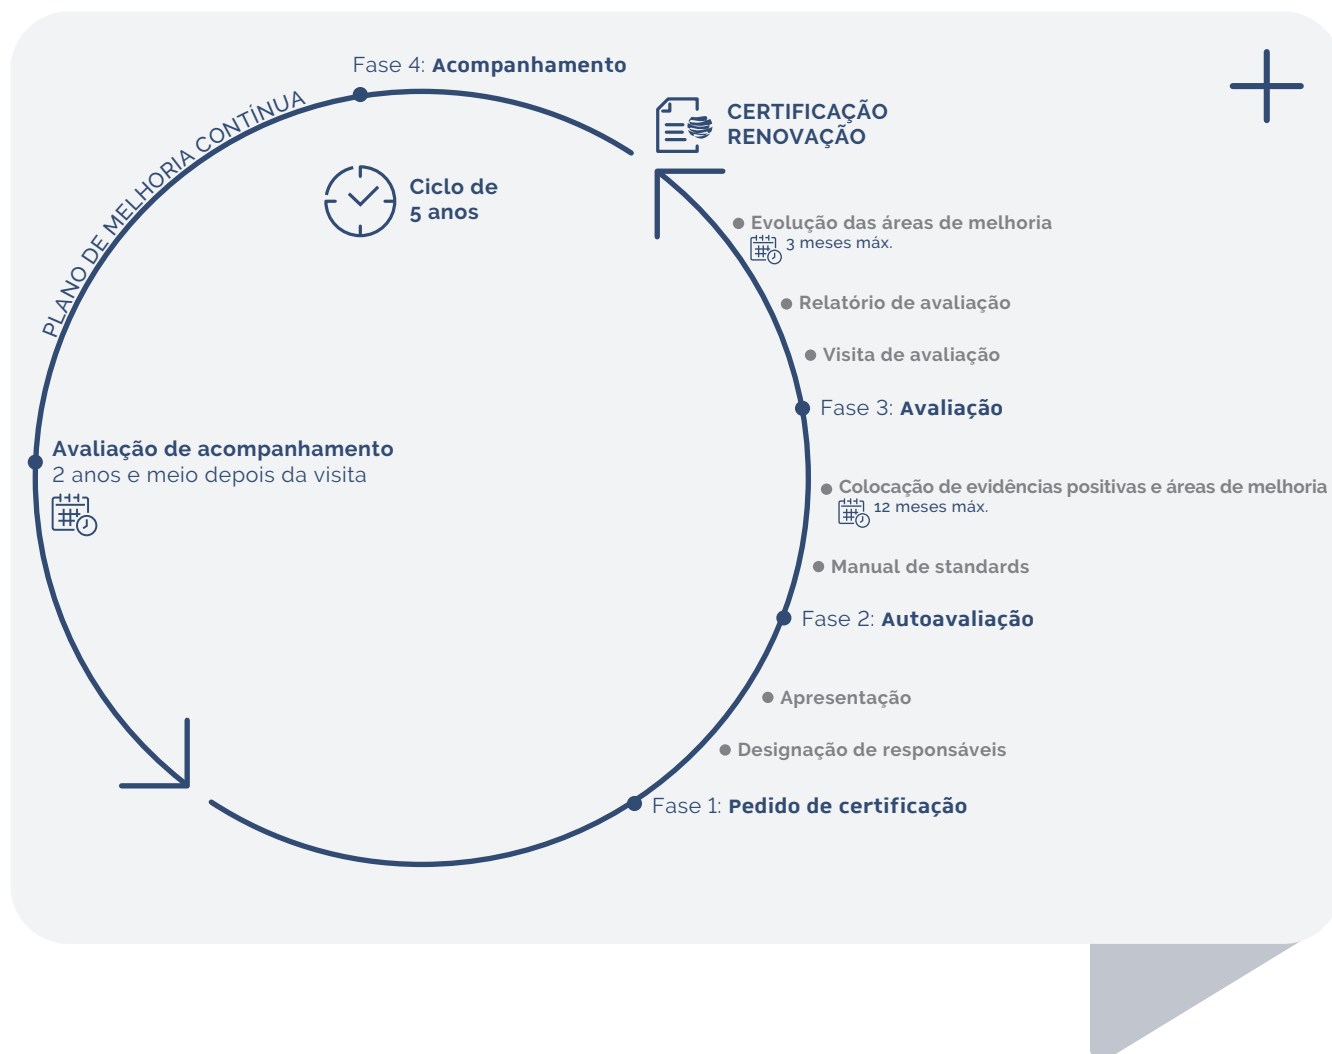 Fase 4: Acompanhamento
PLANO DE MELHORIA CONTÍNUA
CERTIFICAÇÃO
RENOVAÇÃO
Ciclo de
5 anos
Evolução das áreas de melhoria
3 meses máx.
Relatório de avaliação
Visita de avaliação
Fase 3: Avaliação
Avaliação de acompanhamento
2 anos e meio depois da visita
Colocação de evidências positivas e áreas de melhoria
12 meses máx.
Manual de standards
Fase 2: Autoavaliação
Apresentação
Designação de responsáveis
Fase 1: Pedido de certificação